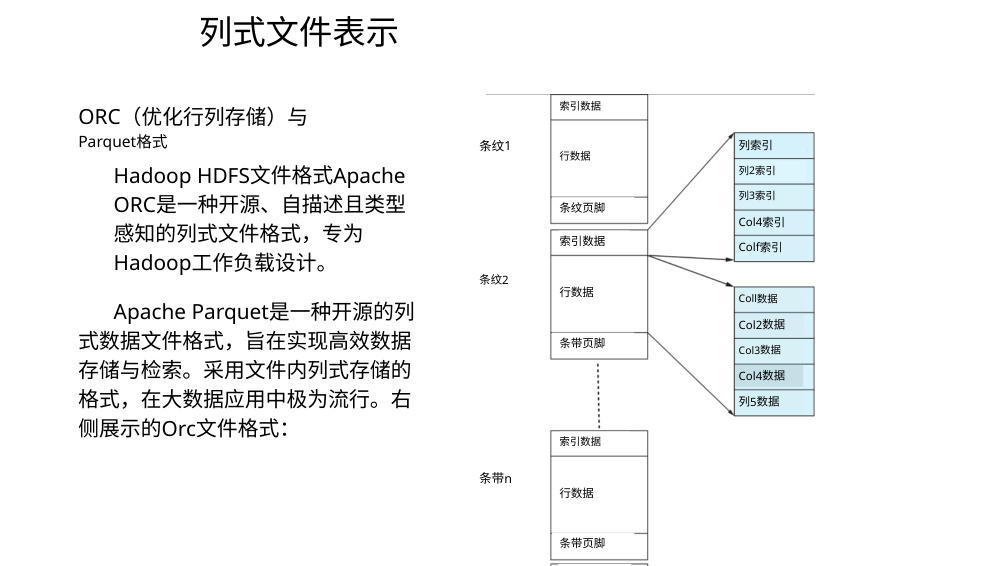 列式文件表示
ORC（优化行列存储）与
Parquet格式
Hadoop HDFS文件格式Apache
ORC是一种开源、自描述且类型
感知的列式文件格式，专为
Hadoop工作负载设计。
Apache Parquet是一种开源的列
式数据文件格式，旨在实现高效数据
存储与检索。采用文件内列式存储的
格式，在大数据应用中极为流行。右
侧展示的Orc文件格式：
条纹1
索引数据
行数据
条纹页脚
条纹2
索引数据
行数据
条带页脚
条带n
索引数据
行数据
条带页脚
列索引
列2索引
列3索引
Col4索引
Colf索引
Coll数据
Col2数据
Col3数据
Col4数据
列5数据